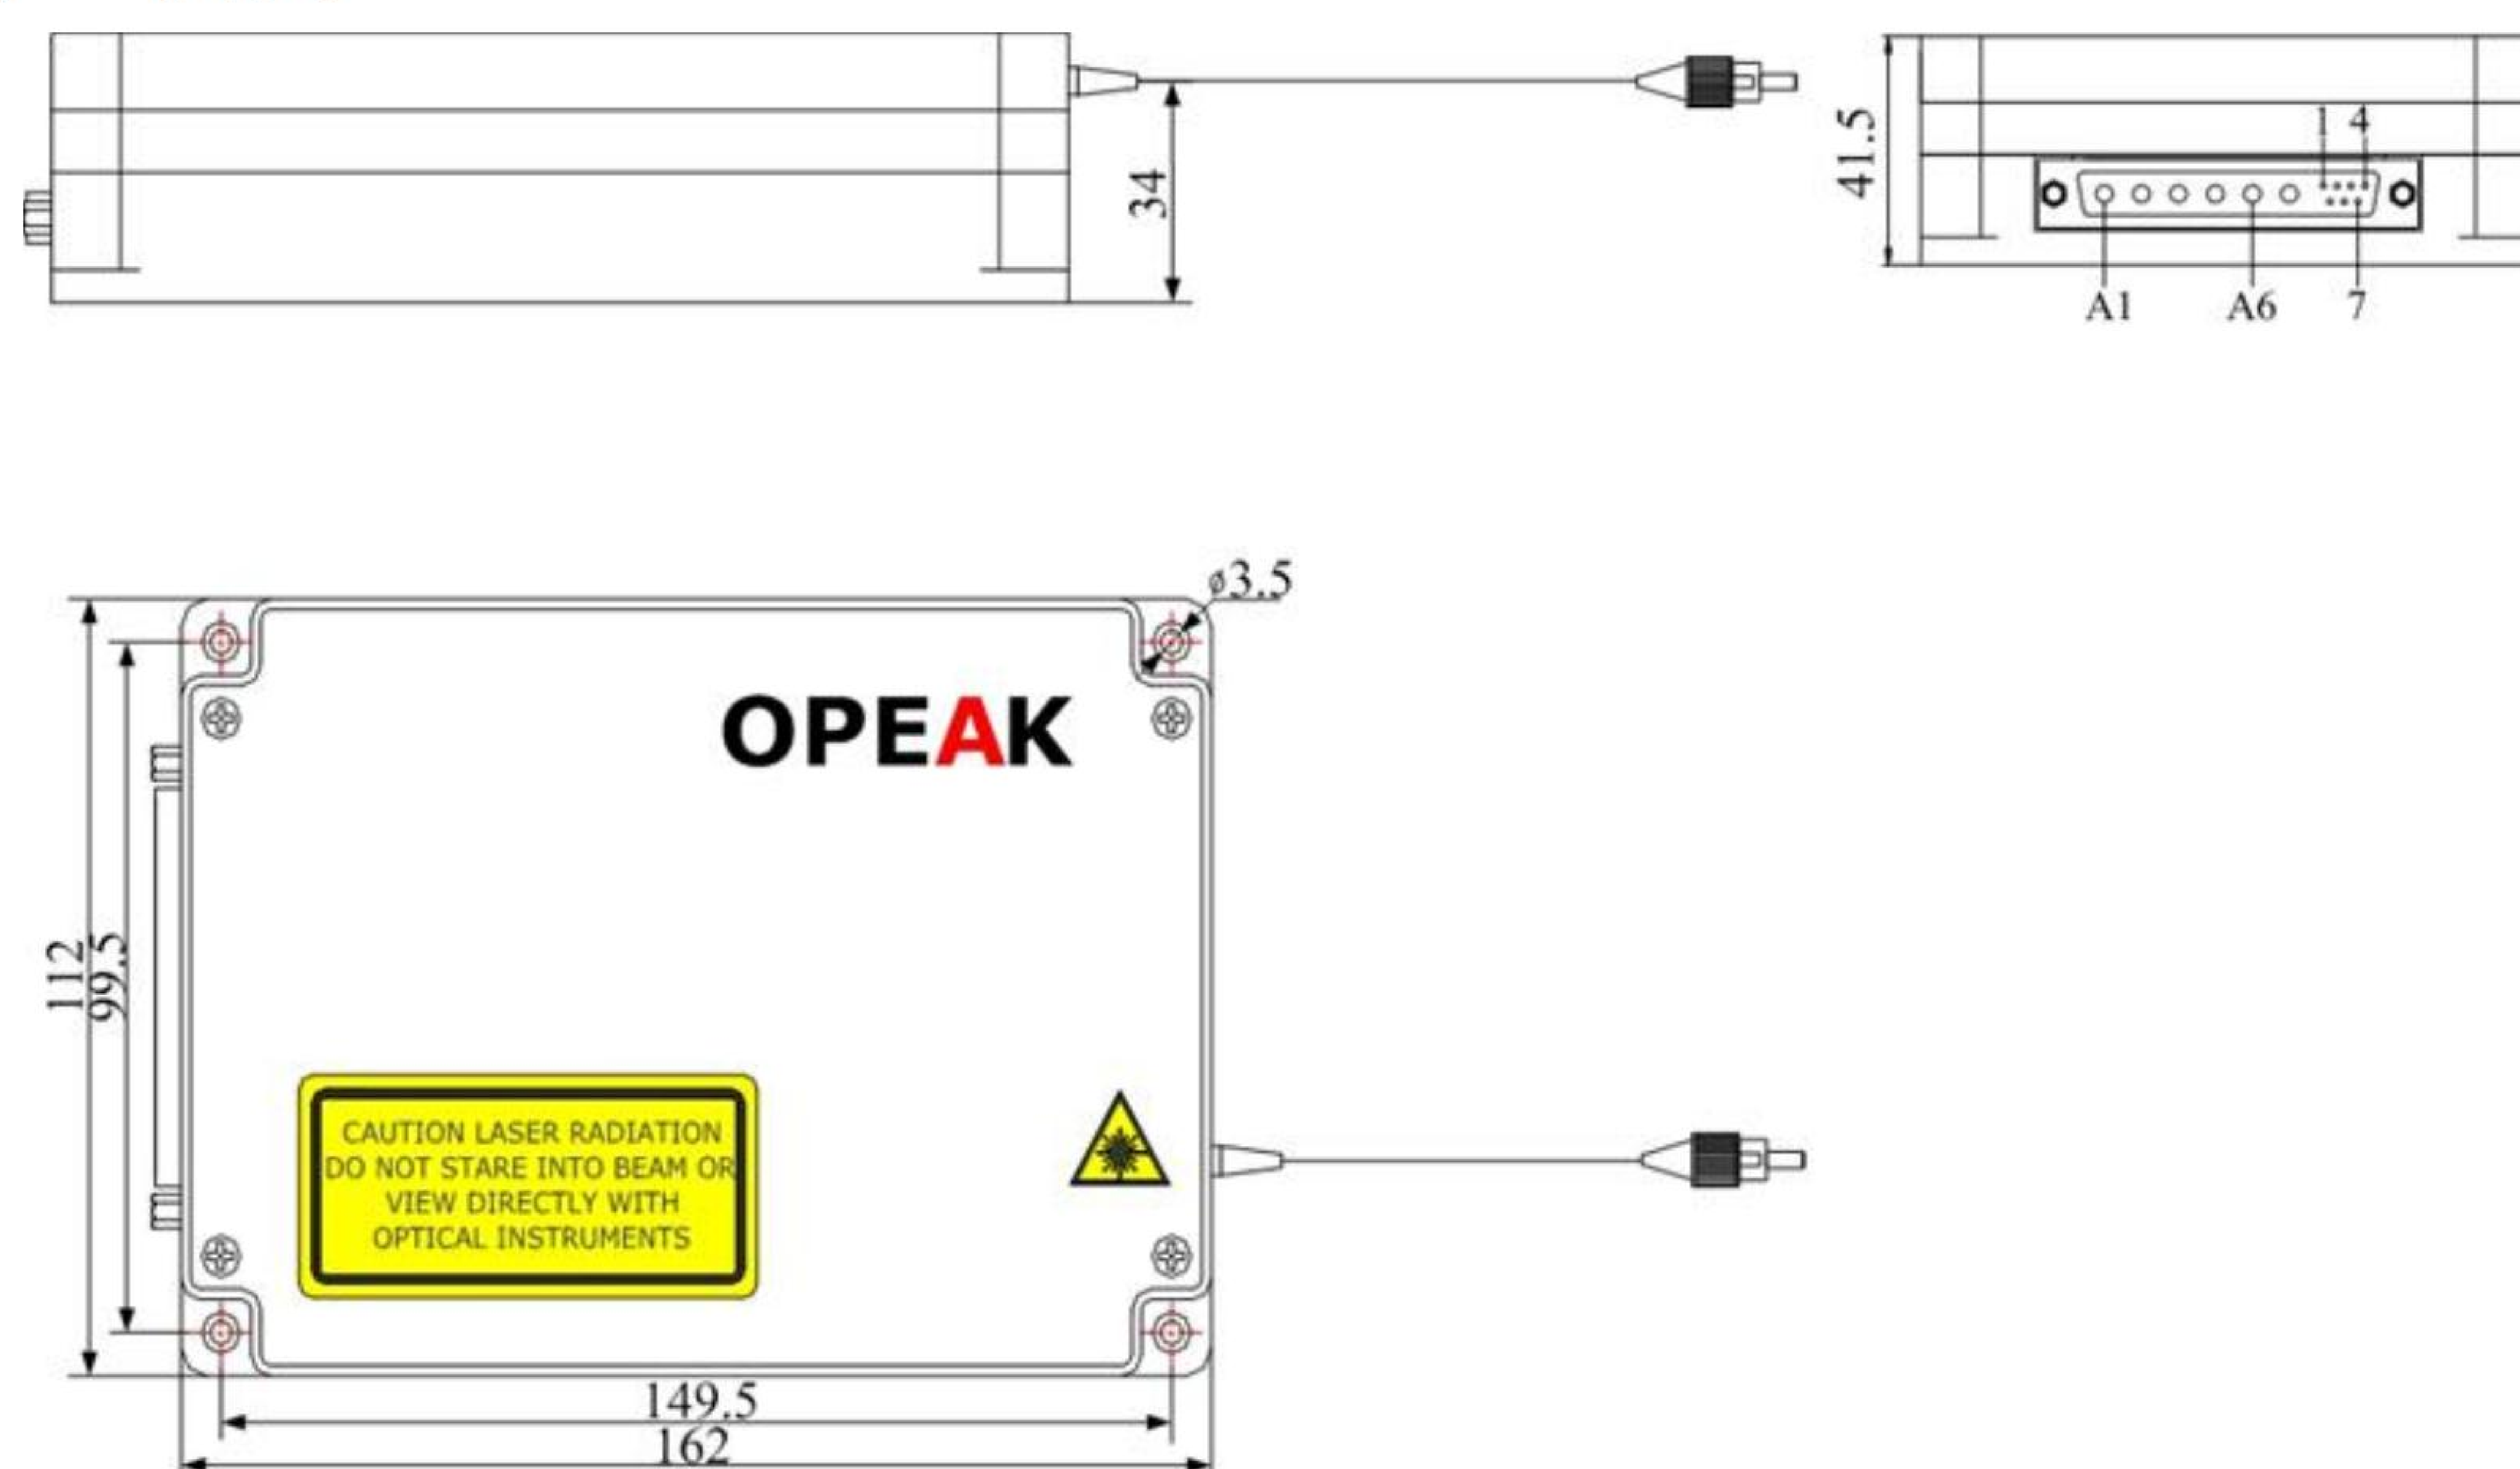 34
41.5
1 4
A1 A6 7
ø3.5
OPEAK
112
99.5
CAUTION LASER RADIATION
DO NOT STARE INTO BEAM OR
VIEW DIRECTLY WITH
OPTICAL INSTRUMENTS
149.5
162